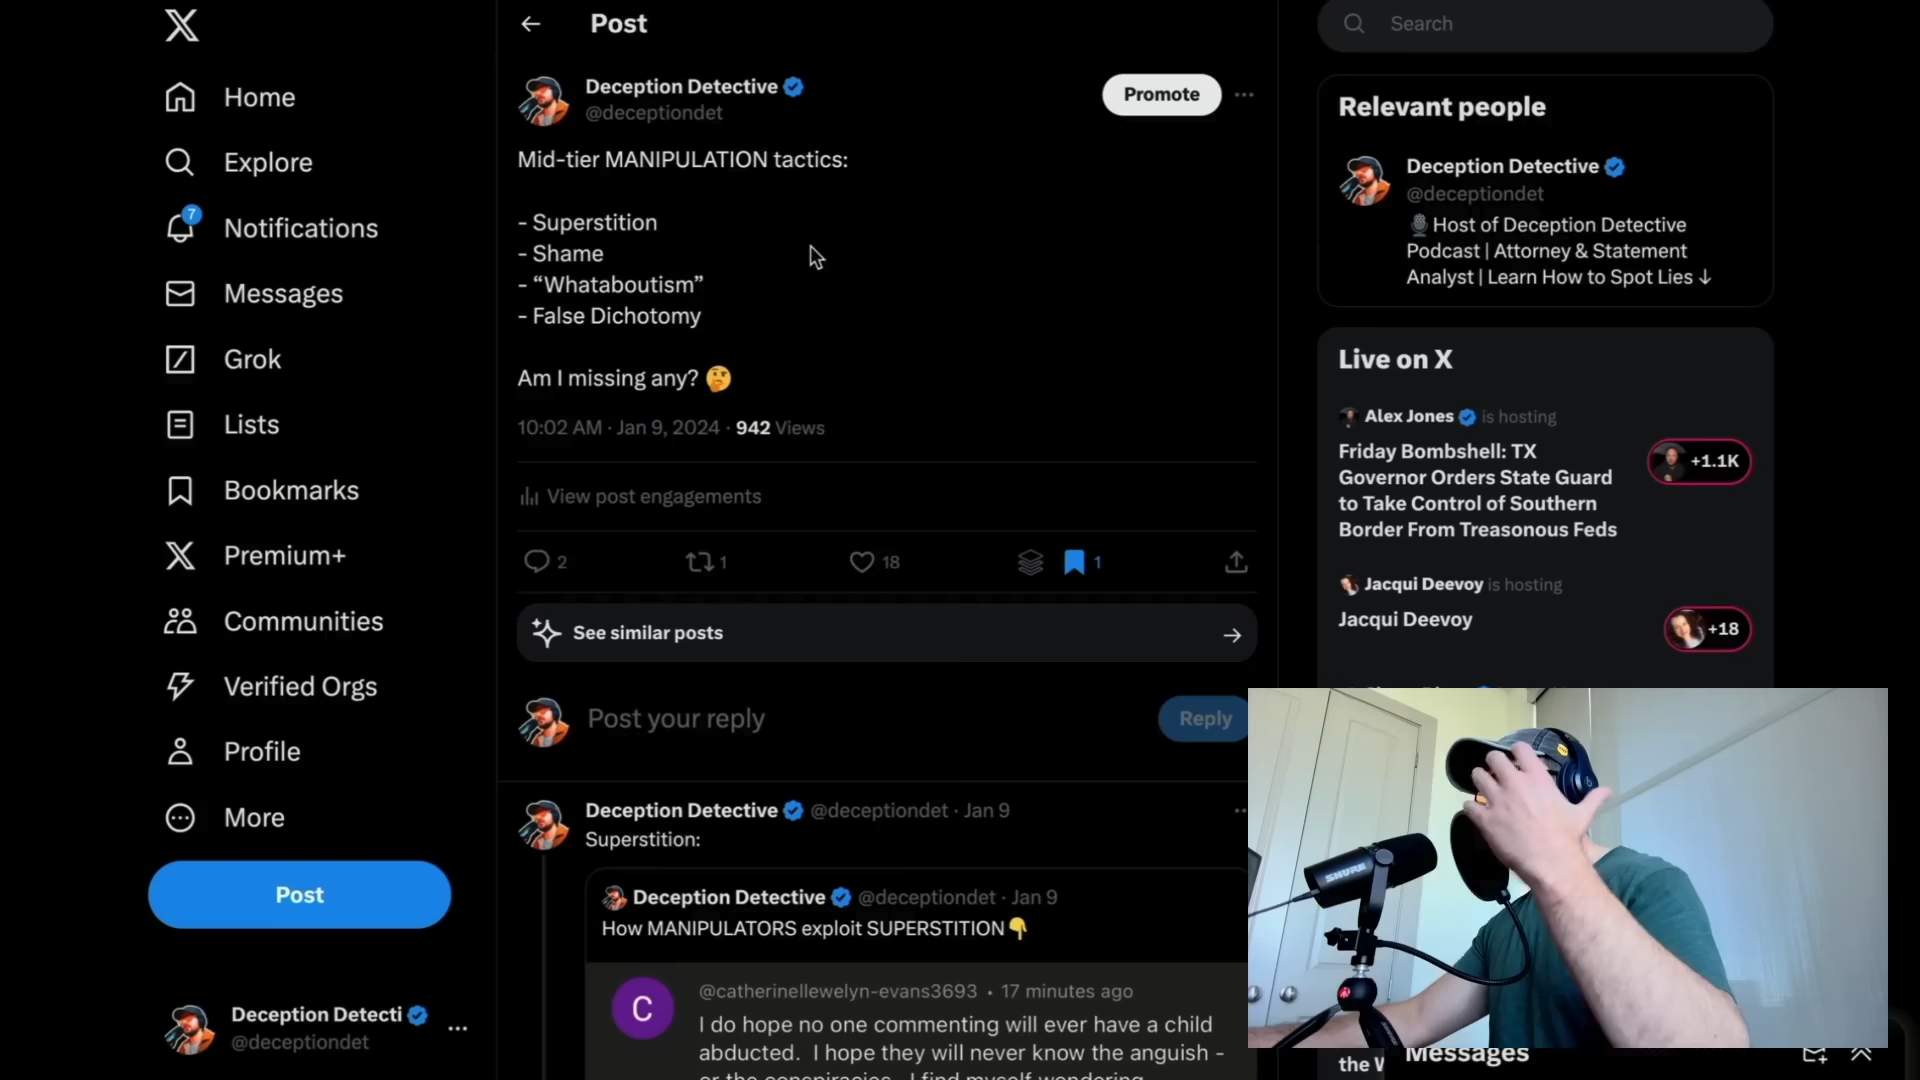 Home
Explore
7
Notifications
Messages
Grok
Lists
Bookmarks
Premium+
Communities
Verified Orgs
Profile
More
Post
Deception Detecti
@deceptiondet
Post
Deception Detective
@deceptiondet
Promote
Mid-tier MANIPULATION tactics:
- Superstition
- Shame
- “Whataboutism”
- False Dichotomy
Am I missing any? 🤔
10:02 AM · Jan 9, 2024 · 942 Views
View post engagements
2
1
18
1
See similar posts
Post your reply
Reply
Deception Detective @deceptiondet · Jan 9
Superstition:
Deception Detective @deceptiondet · Jan 9
How MANIPULATORS exploit SUPERSTITION👇
C
@catherinellewelyn-evans3693 • 17 minutes ago
I do hope no one commenting will ever have a child
abducted. I hope they will never know the anguish -
or the conspiracies. I find myself wondering
Search
Relevant people
Deception Detective
@deceptiondet
🎙️Host of Deception Detective
Podcast | Attorney & Statement
Analyst | Learn How to Spot Lies ↓
Live on X
Alex Jones is hosting
Friday Bombshell: TX
Governor Orders State Guard
to Take Control of Southern
Border From Treasonous Feds
+1.1K
Jacqui Deevoy is hosting
Jacqui Deevoy
+18
SHURE
the W
Messages